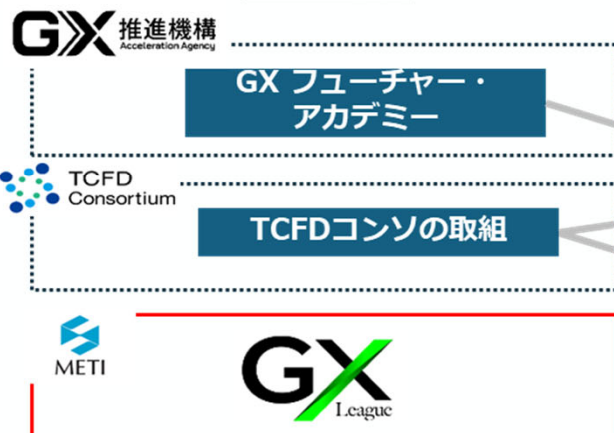 GX 推進機構
Acceleration Agency
GX フューチャー・
アカデミー
TCFD
Consortium
TCFDコンソの取組
METI
GX
League